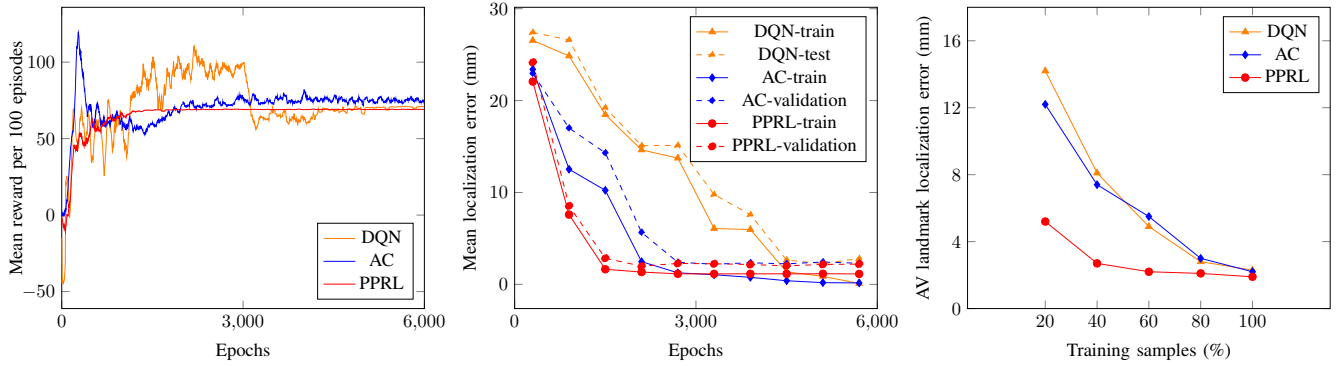 Mean reward per 100 episodes
100
50
0
−50
0
3,000
6,000
Epochs
DQN
AC
PPRL
Mean localization error (mm)
30
20
10
0
0
3,000
6,000
Epochs
DQN-train
DQN-test
AC-train
AC-validation
PPRL-train
PPRL-validation
AV landmark localization error (mm)
16
12
8
4
0
20
40
60
80
100
Training samples (%)
DQN
AC
PPRL